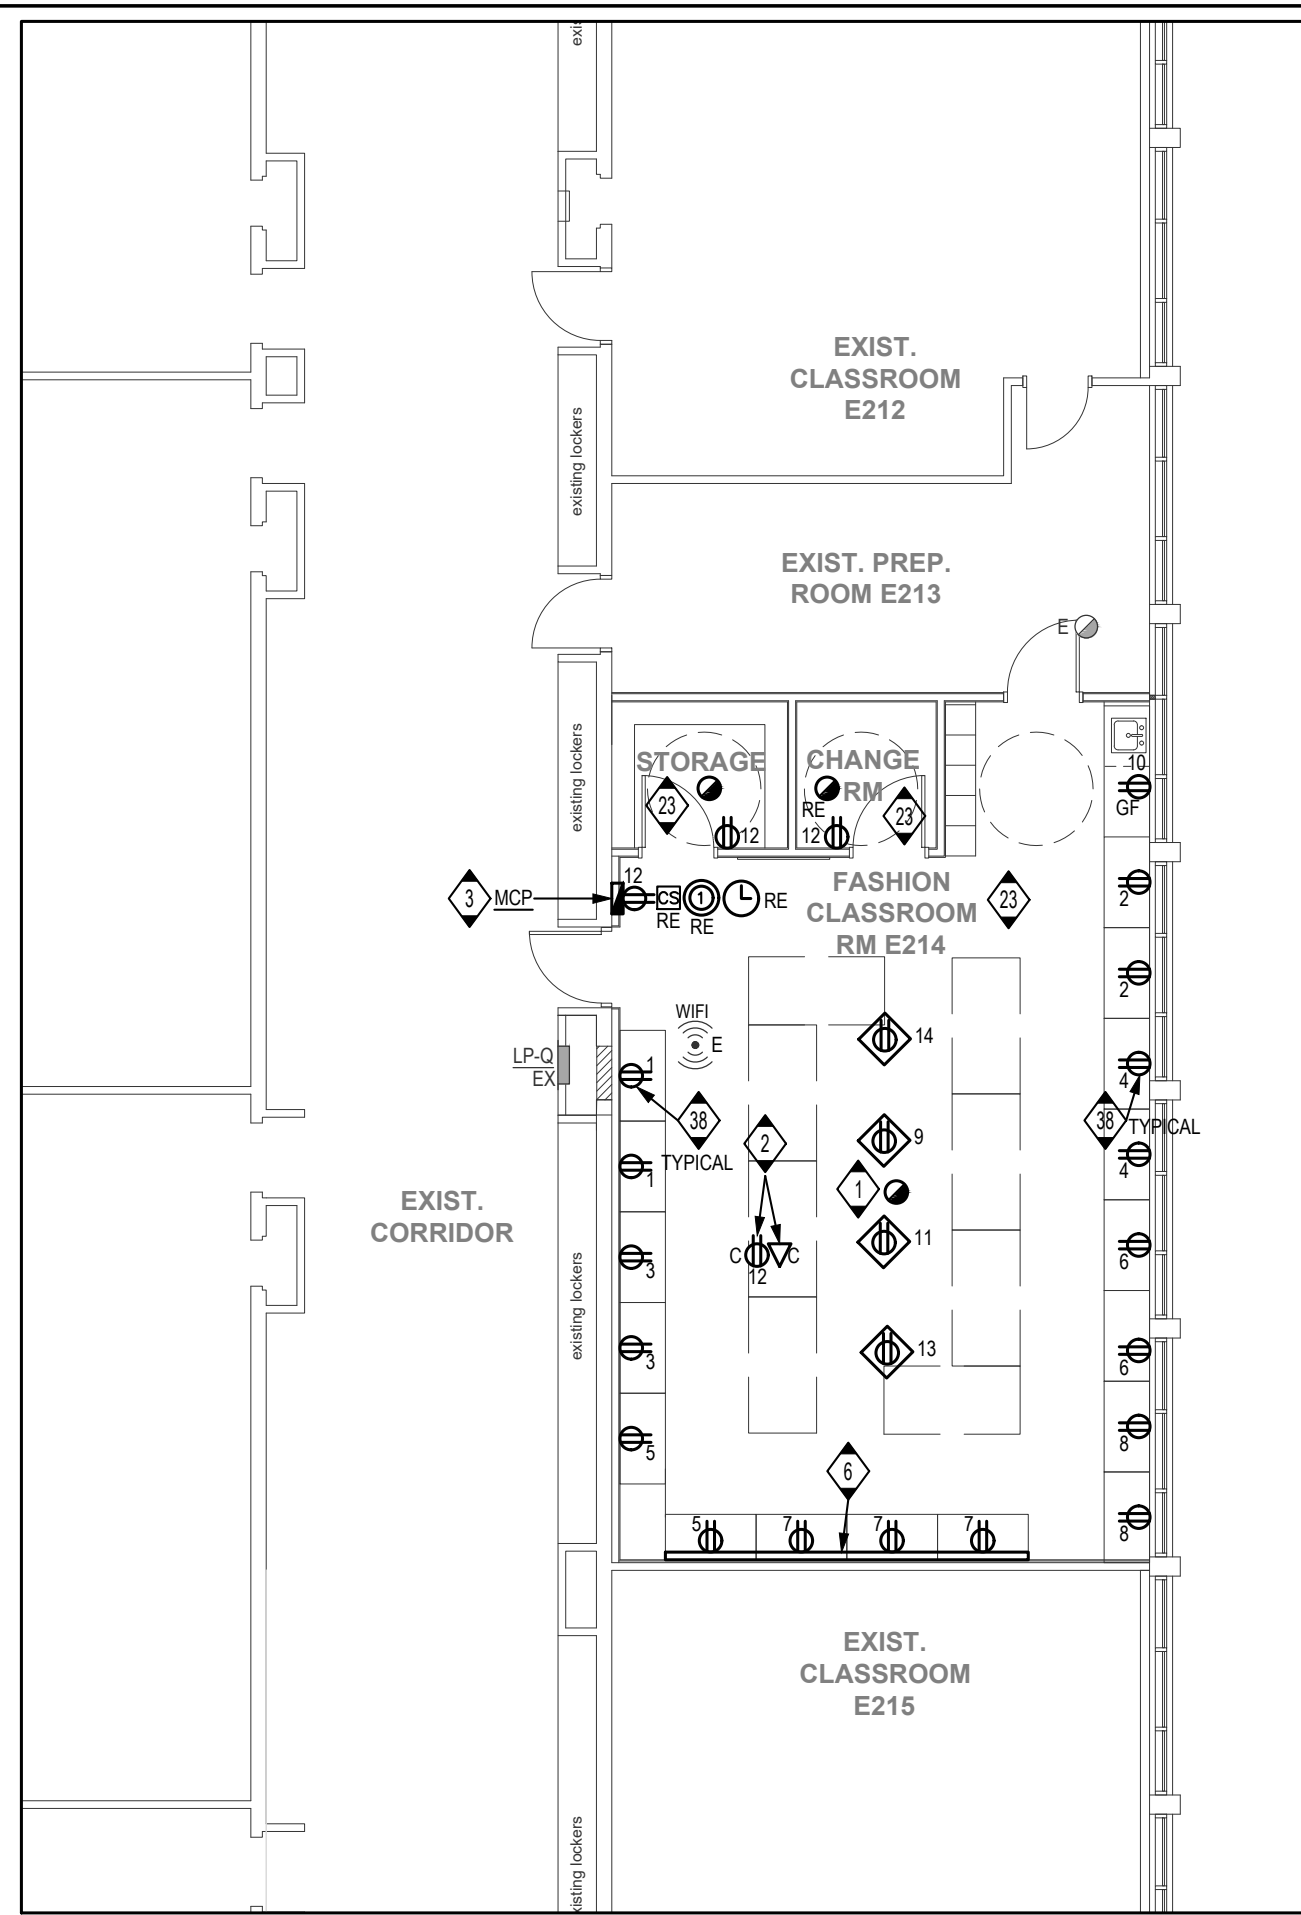 exis
EXIST.
CLASSROOM
E212
existing lockers
EXIST. PREP.
ROOM E213
E
existing lockers
STORAGE
CHANGE
RM
23
RE
23
12
12
10
GF
12
3
MCP
CS
RE
1
RE
RE
FASHION
CLASSROOM
RM E214
23
2
2
WIFI
E
14
LP-Q
EX
1
4
38
TYPICAL
38
TYPICAL
2
9
1
4
1
EXIST.
CORRIDOR
C
C
12
11
3
6
existing lockers
13
3
6
5
6
8
5
7
7
7
8
EXIST.
CLASSROOM
E215
isting lockers